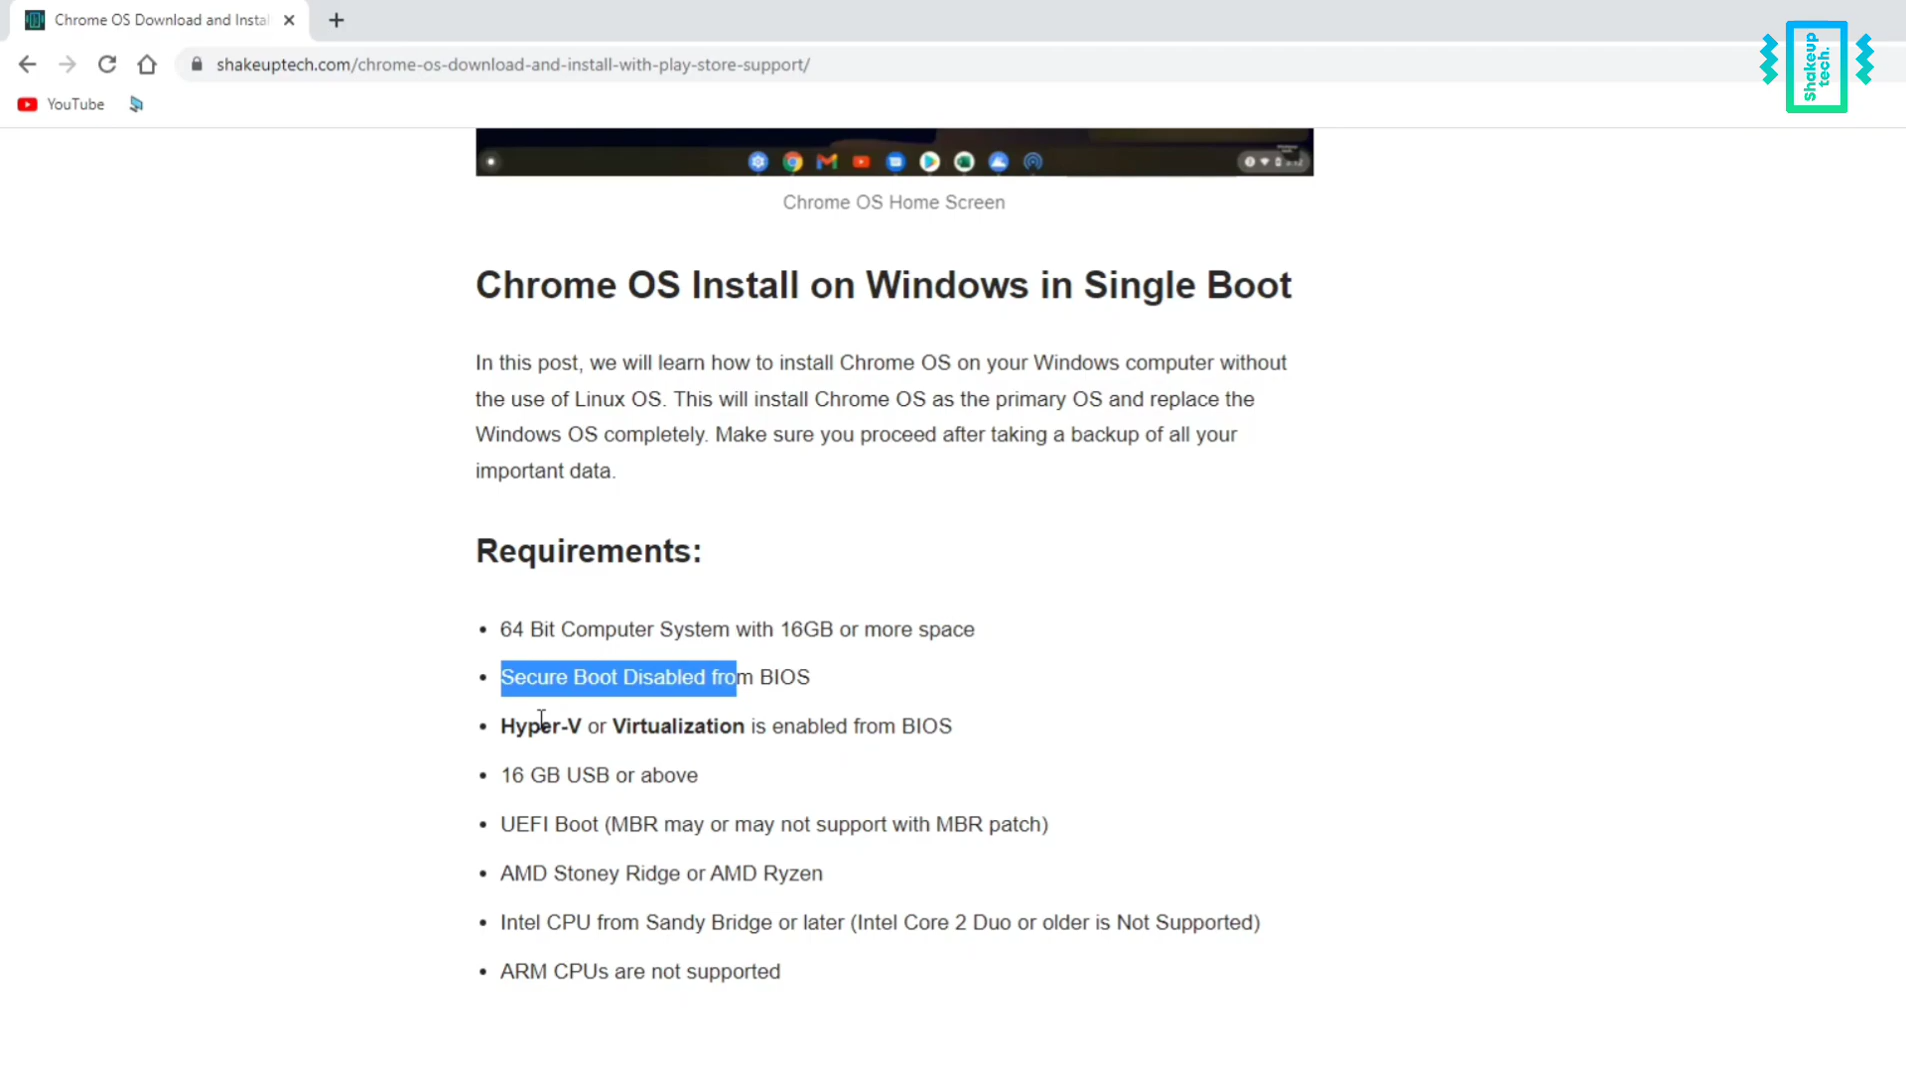 Chrome OS Download and Insta
shakeuptech.com/chrome-os-download-and-install-with-play-store-support/
YouTube
Shakeup
tech.
Chrome OS Home Screen
Chrome OS Install on Windows in Single Boot
In this post, we will learn how to install Chrome OS on your Windows computer without
the use of Linux OS. This will install Chrome OS as the primary OS and replace the
Windows OS completely. Make sure you proceed after taking a backup of all your
important data.
Requirements:
• 64 Bit Computer System with 16GB or more space
• Secure Boot Disabled from BIOS
• Hyper-V or Virtualization is enabled from BIOS
• 16 GB USB or above
• UEFI Boot (MBR may or may not support with MBR patch)
• AMD Stoney Ridge or AMD Ryzen
• Intel CPU from Sandy Bridge or later (Intel Core 2 Duo or older is Not Supported)
• ARM CPUs are not supported